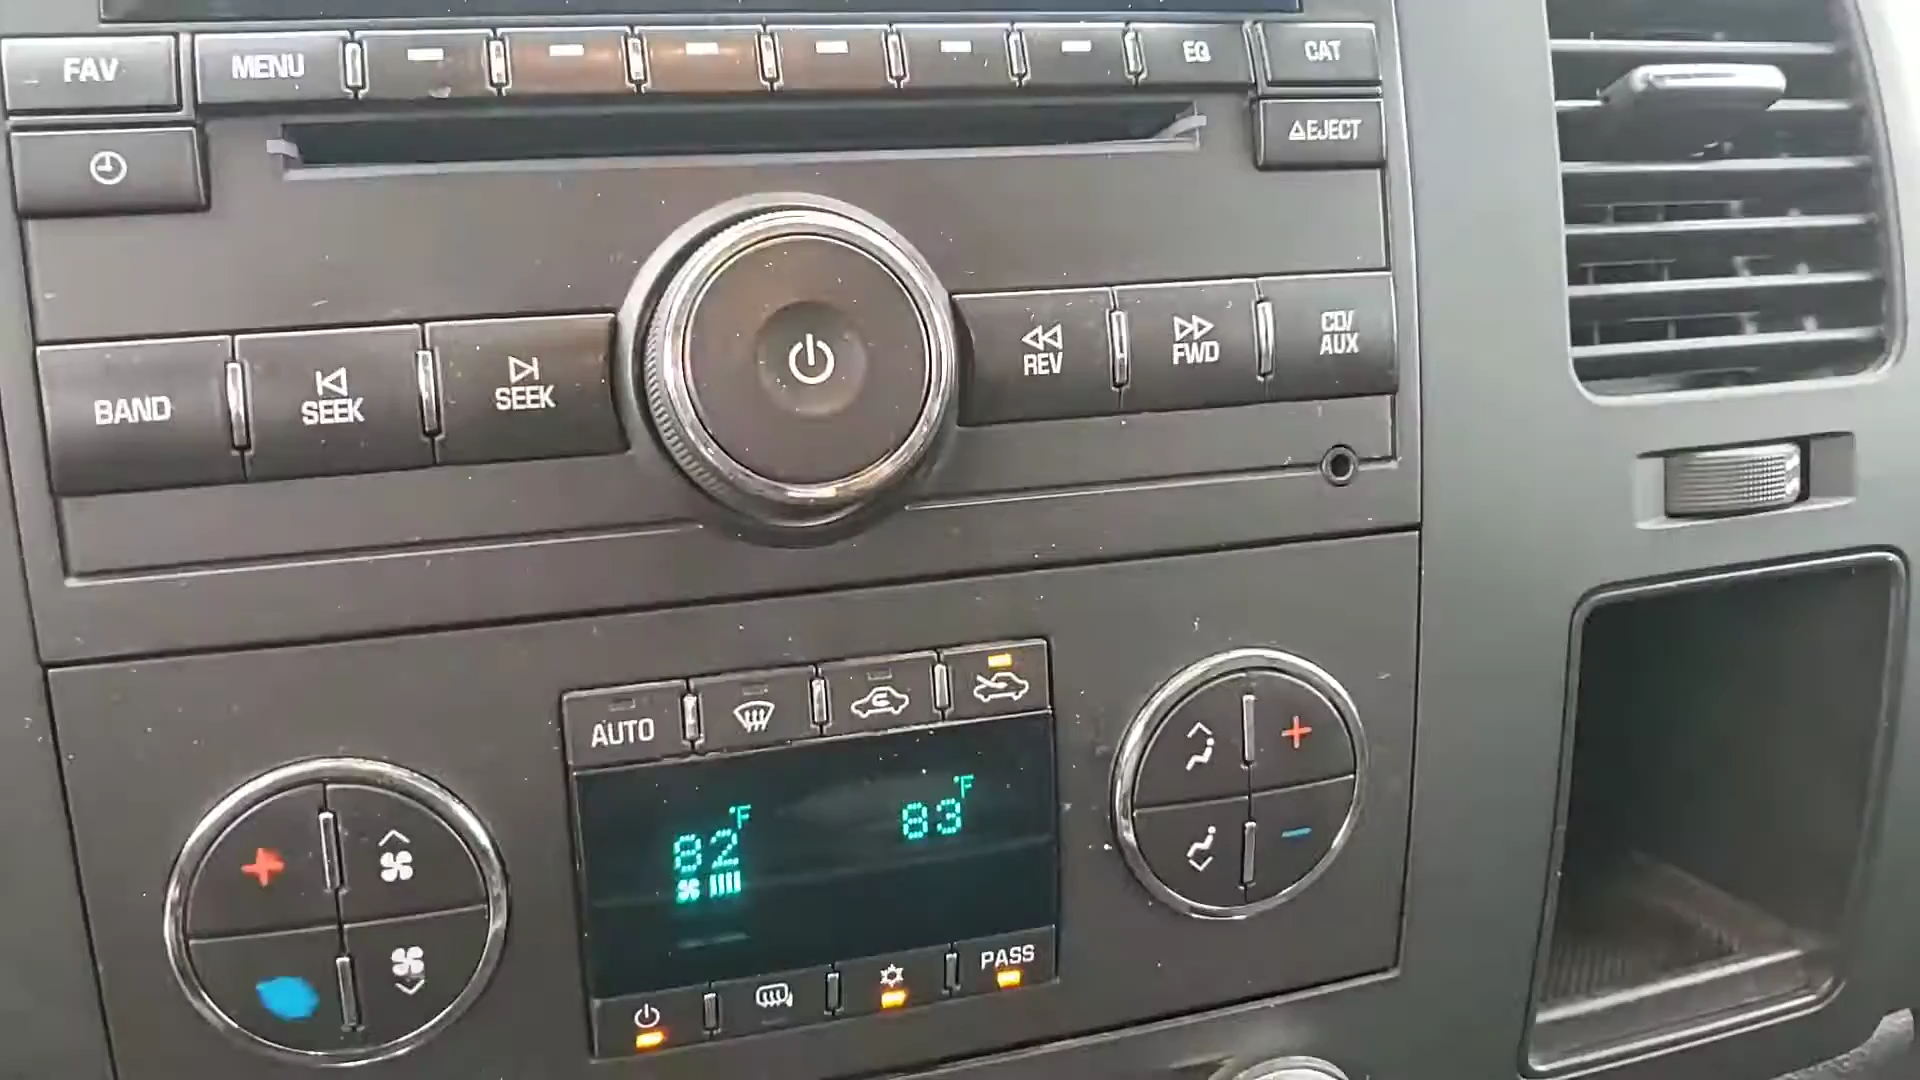 FAV
MENU
EQ
CAT
EJECT
BAND
SEEK
SEEK
REV
FWD
CD/
AUX
AUTO
82°F
83°F
PASS